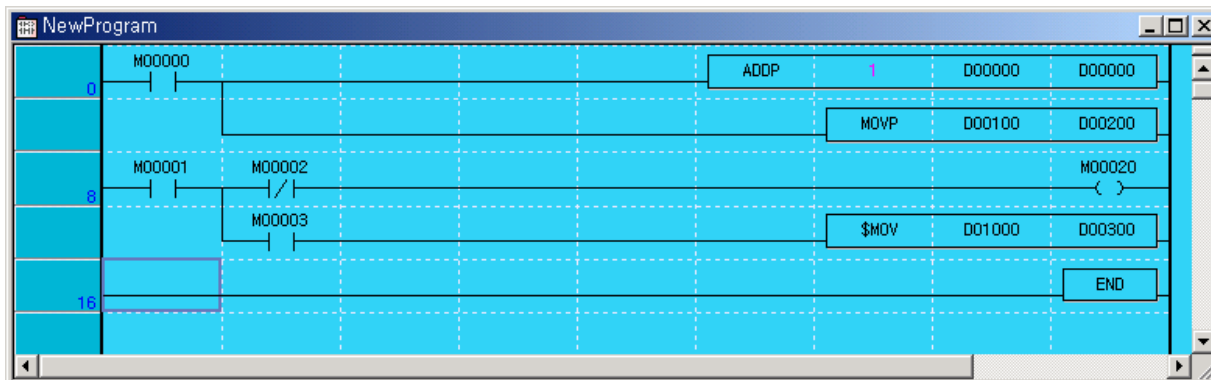 NewProgram
M00000
0 ADDP 1 D00000 D00000
MOVP D00100 D00200
M00001 M00002 M00020
8
M00003
$MOV D01000 D00300
16 END